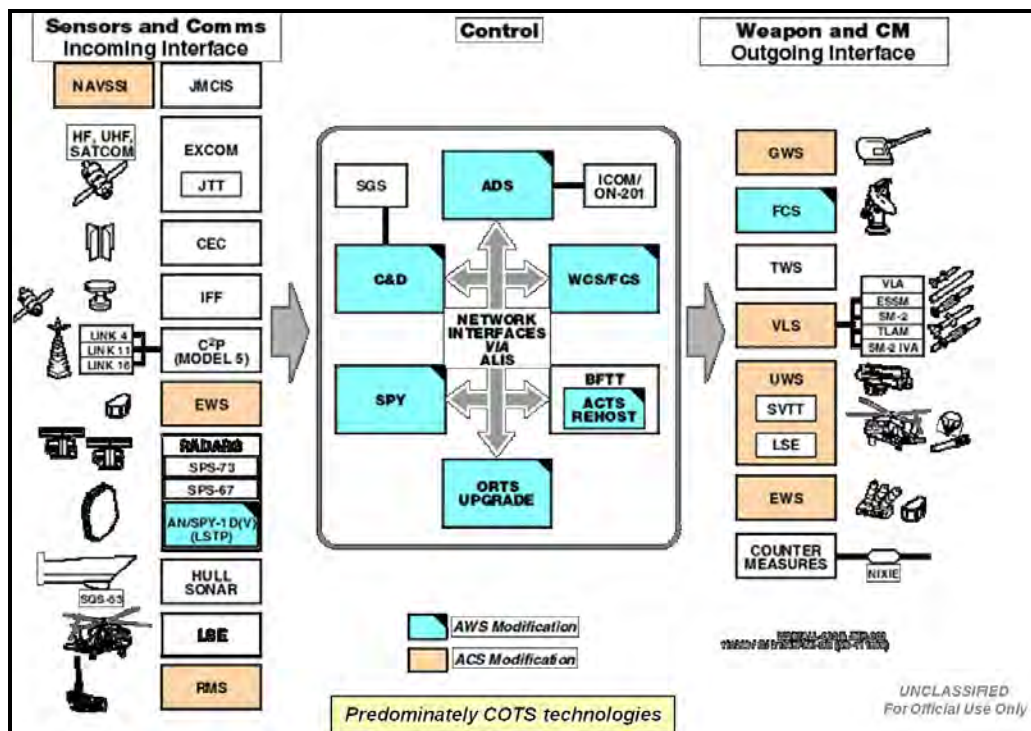 Sensors and Comms
Incoming Interface
NAVSSI
JMCIS
HF, UHF,
SATCOM
EXCOM
JTT
CEC
IFF
LINK 4
LINK 11
LINK 16
C²P
(MODEL 5)
EWS
RADARS
SPS-73
SPS-67
AN/SPY-1D(V)
(LSTP)
HULL
SONAR
SQS-53
LSE
RMS
Control
SGS
ADS
ICOM/
ON-201
C&D
WCS/FCS
NETWORK
INTERFACES
VIA
ALIS
SPY
BFTT
ACTS
REHOST
ORTS
UPGRADE
AWS Modification
ACS Modification
Predominately COTS technologies
Weapon and CM
Outgoing Interface
GWS
FCS
TWS
VLS
VLA
ESSM
SM-2
TLAM
SM-2 IVA
UWS
SVTT
LSE
EWS
COUNTER
MEASURES
NIXIE
UNCLASSIFIED
For Official Use Only